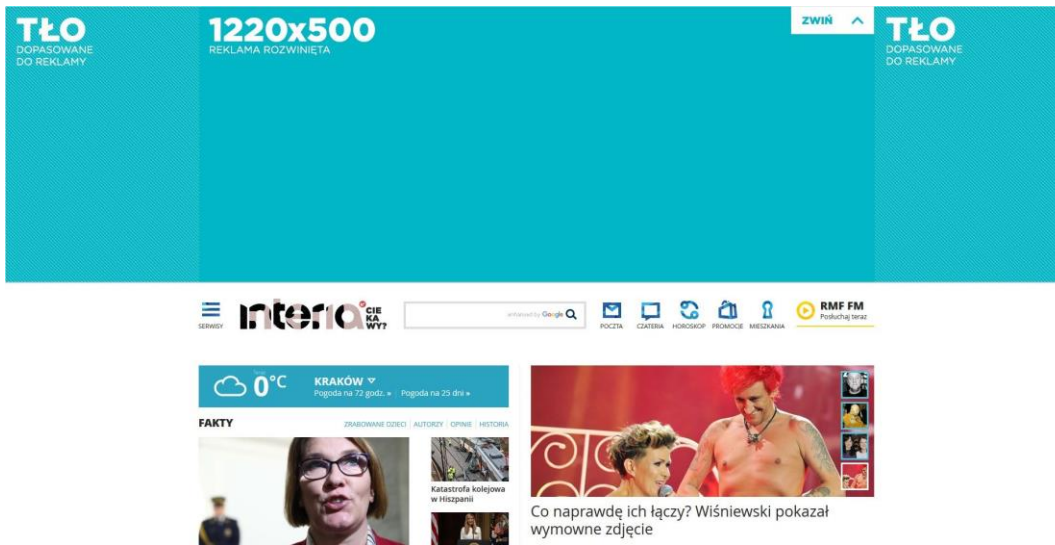 TŁO
DOPASOWANE
DO REKLAMY
1220x500
REKLAMA ROZWINIĘTA
ZWIŃ
TŁO
DOPASOWANE
DO REKLAMY
SERWISY
interia
CIE
KA
WY?
enhanced by Google
POCZTA
CZATERIA
HOROSKOP
PROMOCJE
MIESZKANIA
RMF FM
Posłuchaj teraz
0°C
KRAKÓW
Pogoda na 72 godz. » | Pogoda na 25 dni »
FAKTY
ZRABOWANE DZIECI | AUTORZY | OPINIE | HISTORIA
Katastrofa kolejowa
w Hiszpanii
Co naprawdę ich łączy? Wiśniewski pokazał
wymowne zdjęcie